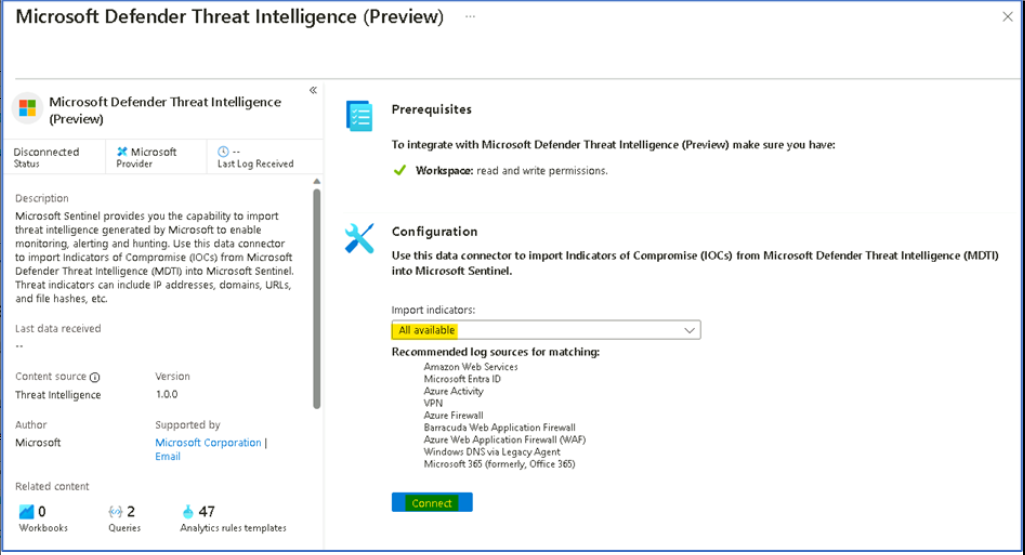 Microsoft Defender Threat Intelligence (Preview) ...
Microsoft Defender Threat Intelligence
(Preview)
Disconnected
Status
Microsoft
Provider
--
Last Log Received
Description
Microsoft Sentinel provides you the capability to import
threat intelligence generated by Microsoft to enable
monitoring, alerting and hunting. Use this data connector
to import Indicators of Compromise (IOCs) from Microsoft
Defender Threat Intelligence (MDTI) into Microsoft Sentinel.
Threat indicators can include IP addresses, domains, URLs,
and file hashes, etc.
Last data received
--
Content source
Version
Threat Intelligence
1.0.0
Author
Supported by
Microsoft
Microsoft Corporation |
Email
Related content
0
Workbooks
2
Queries
47
Analytics rules templates
Prerequisites
To integrate with Microsoft Defender Threat Intelligence (Preview) make sure you have:
Workspace: read and write permissions.
Configuration
Use this data connector to import Indicators of Compromise (IOCs) from Microsoft Defender Threat Intelligence (MDTI)
into Microsoft Sentinel.
Import indicators:
All available
Recommended log sources for matching:
Amazon Web Services
Microsoft Entra ID
Azure Activity
VPN
Azure Firewall
Barracuda Web Application Firewall
Azure Web Application Firewall (WAF)
Windows DNS via Legacy Agent
Microsoft 365 (formerly, Office 365)
Connect